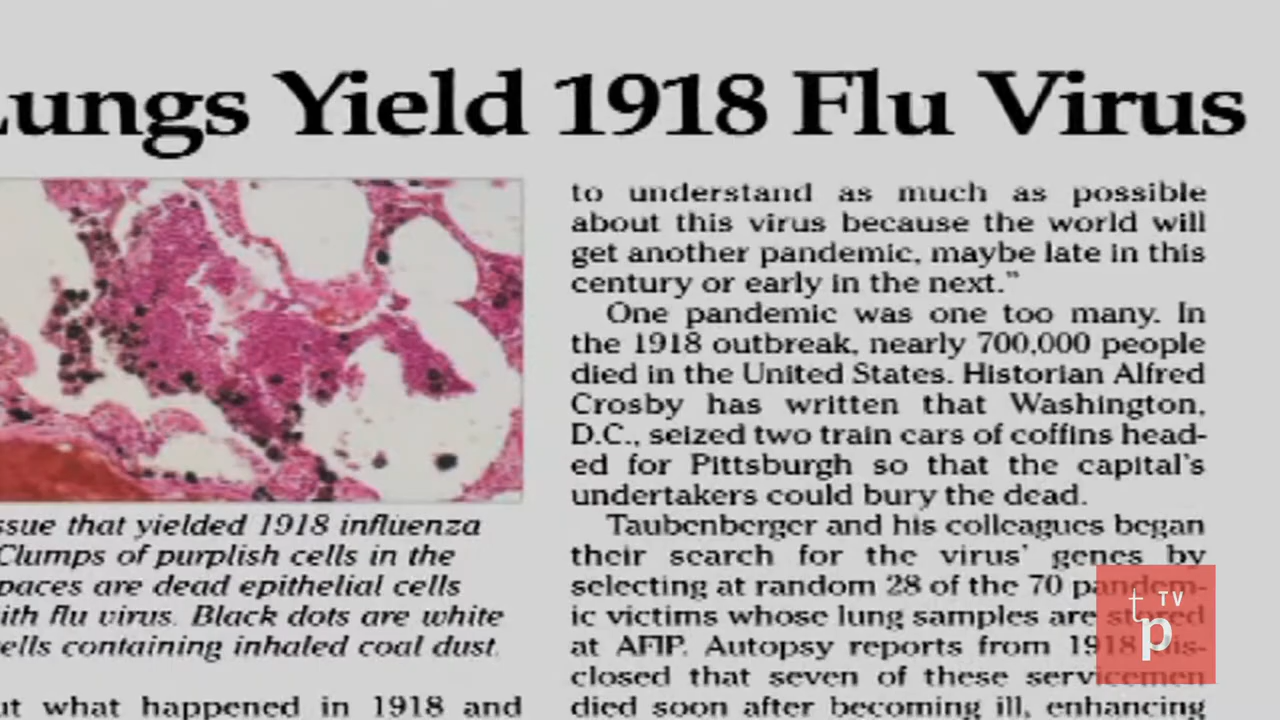 Lungs Yield 1918 Flu Virus
to understand as much as possible
about this virus because the world will
get another pandemic, maybe late in this
century or early in the next."
One pandemic was one too many. In
the 1918 outbreak, nearly 700,000 people
died in the United States. Historian Alfred
Crosby has written that Washington,
D.C., seized two train cars of coffins head-
ed for Pittsburgh so that the capital's
undertakers could bury the dead.
Taubenberger and his colleagues began
their search for the virus' genes by
selecting at random 28 of the 70 pandem-
ic victims whose lung samples are stored
at AFIP. Autopsy reports from 1918 dis-
closed that seven of these servicemen
died soon after becoming ill, enhancing
ssue that yielded 1918 influenza
Clumps of purplish cells in the
paces are dead epithelial cells
ith flu virus. Black dots are white
ells containing inhaled coal dust.
ut what happened in 1918 and
t TV
p